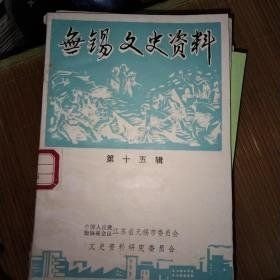 無锡文史资料
第十五辑
中国人民政治协商会议江苏省无锡市委员会
文史资料研究委员会